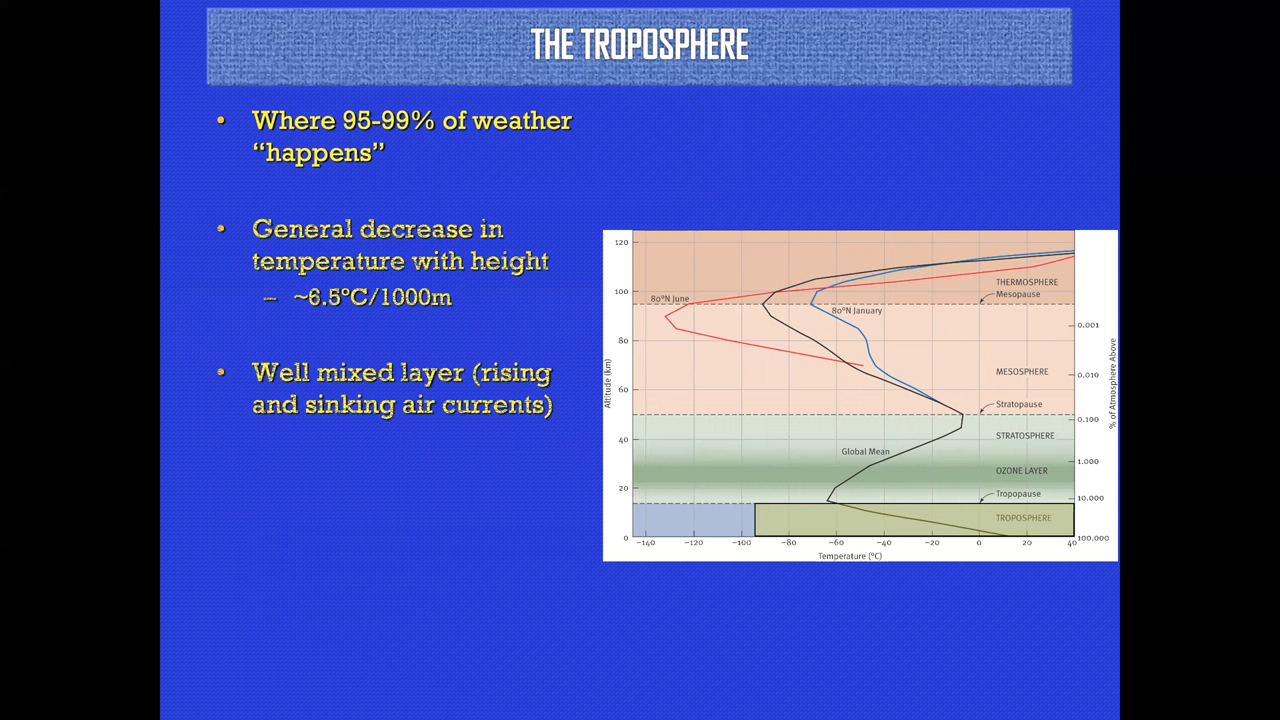 THE TROPOSPHERE
• Where 95-99% of weather
“happens”
• General decrease in
temperature with height
– ~6.5°C/1000m
• Well mixed layer (rising
and sinking air currents)
120
100
80
60
40
20
0
Altitude (km)
80°N June
80°N January
Global Mean
THERMOSPHERE
Mesopause
MESOSPHERE
Stratopause
STRATOSPHERE
OZONE LAYER
Tropopause
TROPOSPHERE
0.001
0.010
0.100
1.000
10.000
100.000
% of Atmosphere Above
−140 −120 −100 −80 −60 −40 −20 0 20 40
Temperature (°C)